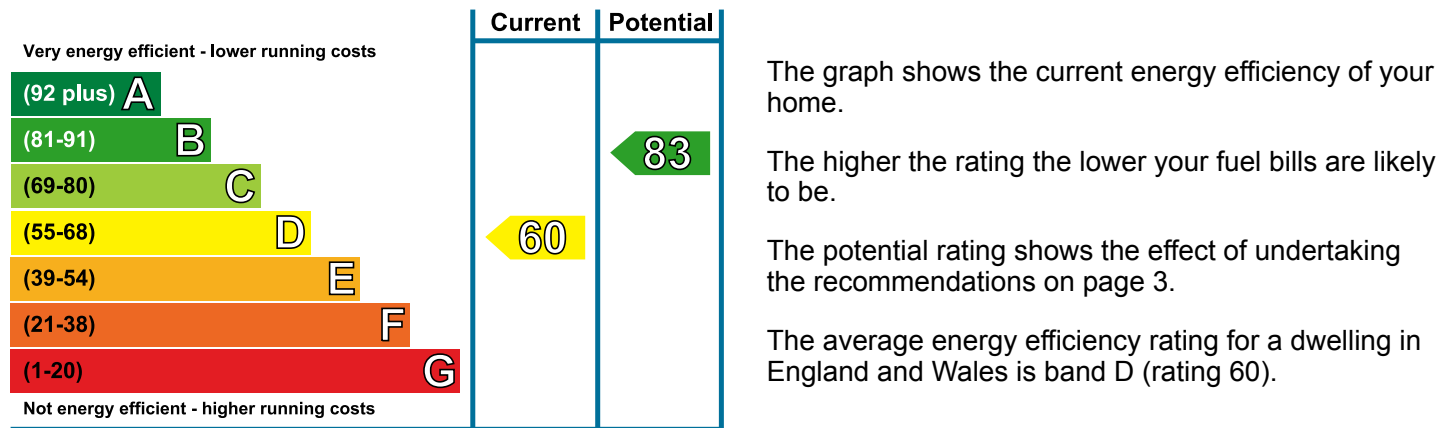 Current Potential
Very energy efficient - lower running costs
(92 plus) A
(81-91) B
83
(69-80) C
(55-68) D
60
(39-54) E
(21-38) F
(1-20) G
Not energy efficient - higher running costs
The graph shows the current energy efficiency of your
home.
The higher the rating the lower your fuel bills are likely
to be.
The potential rating shows the effect of undertaking
the recommendations on page 3.
The average energy efficiency rating for a dwelling in
England and Wales is band D (rating 60).